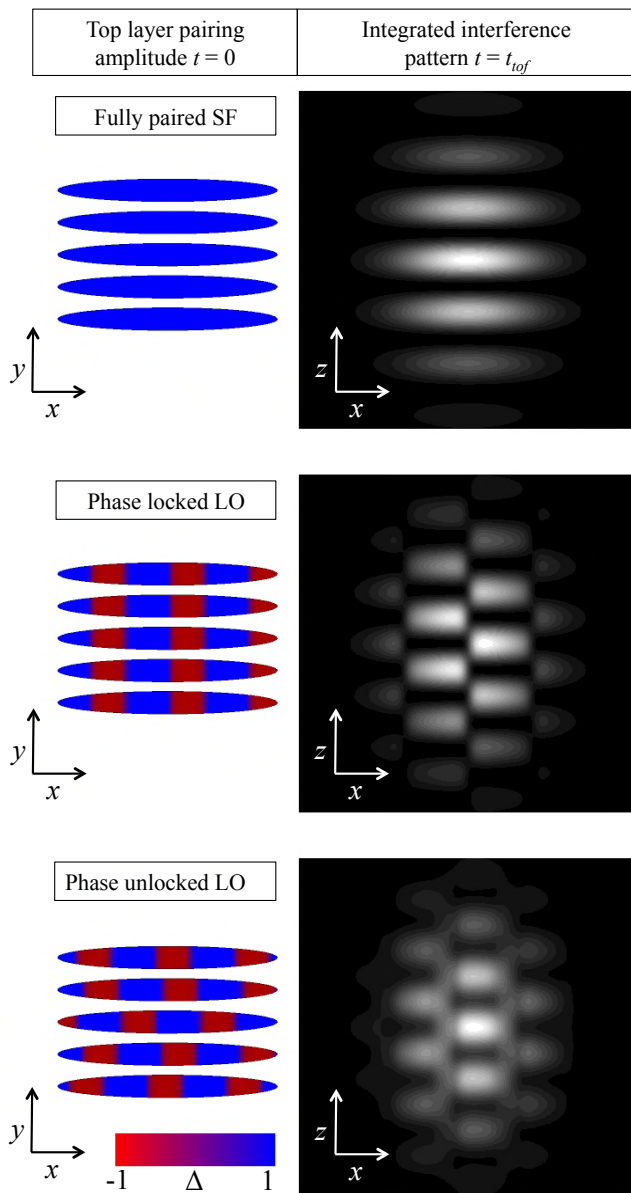 Top layer pairing
amplitude t = 0
Integrated interference
pattern t = t_tof
Fully paired SF
y
x
z
x
Phase locked LO
y
x
z
x
Phase unlocked LO
y
x
-1 Δ 1
z
x